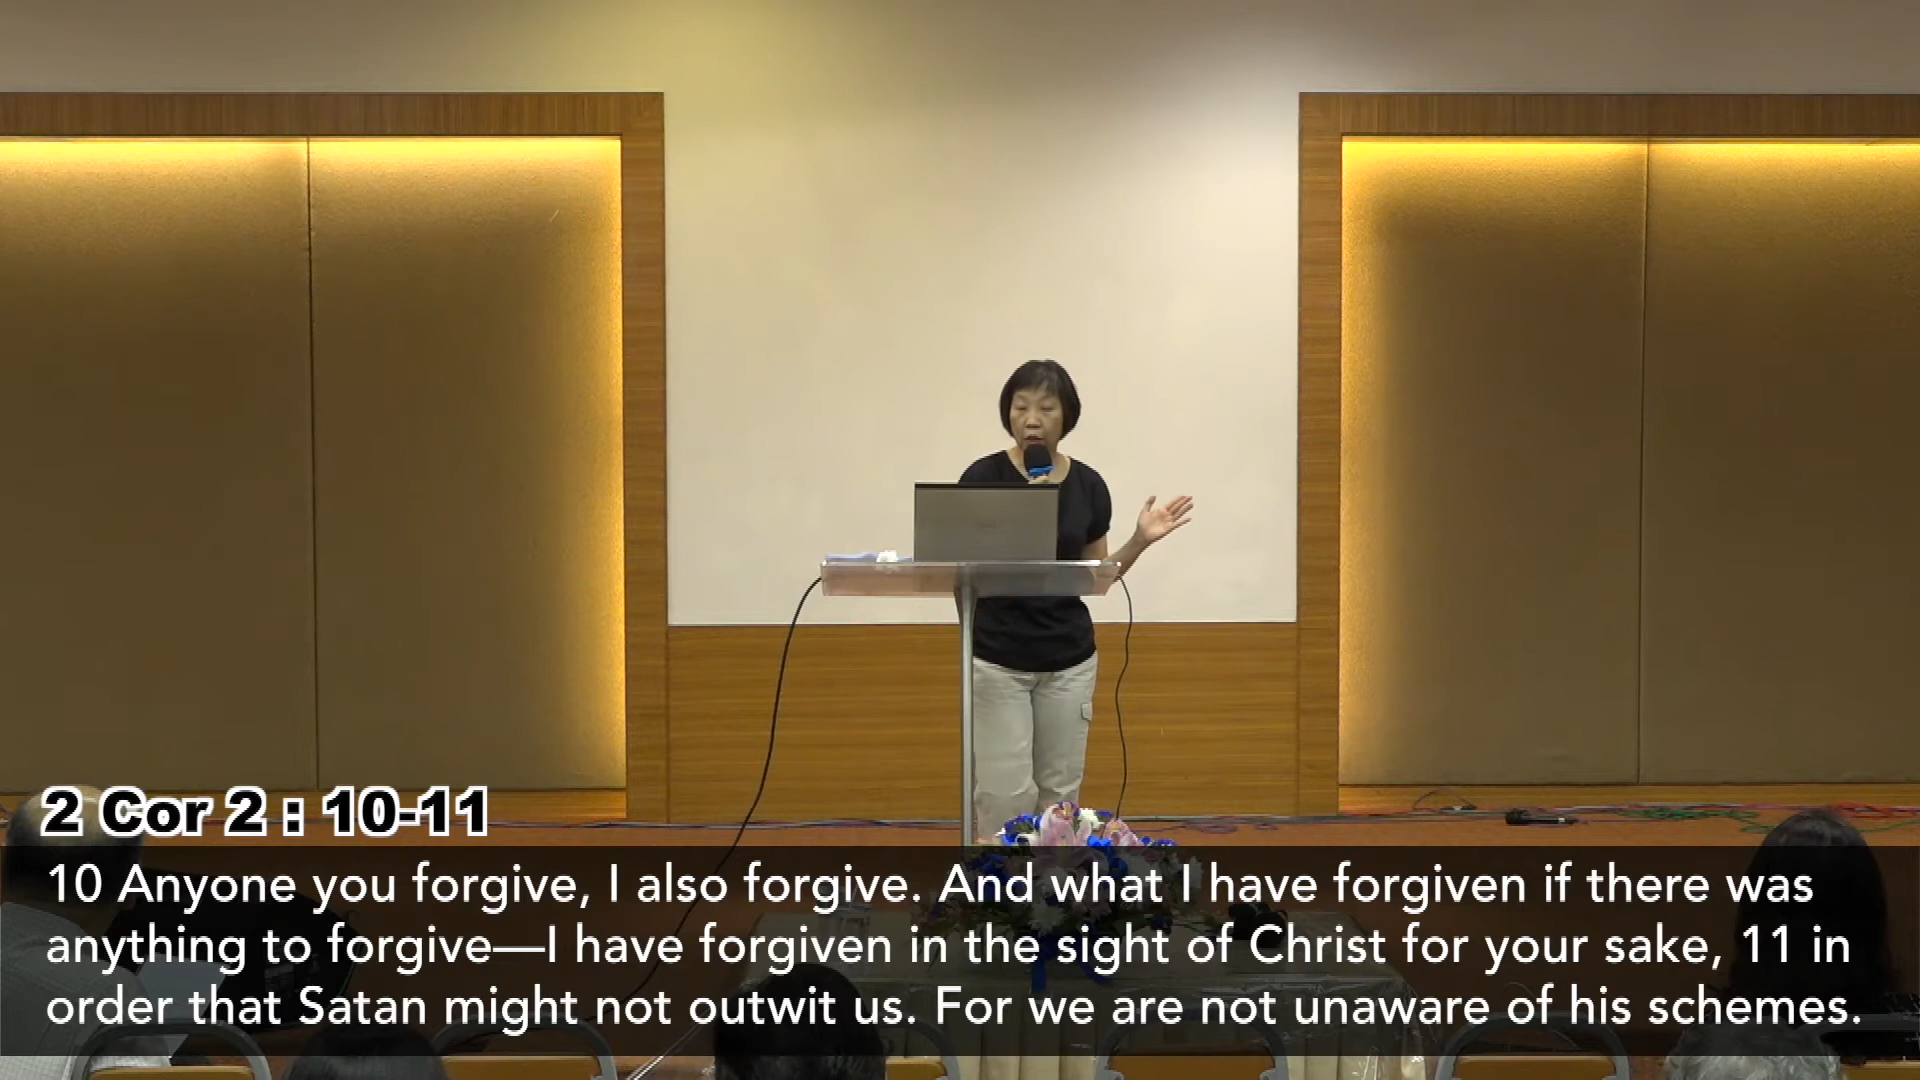 2 Cor 2 : 10-11
10 Anyone you forgive, I also forgive. And what I have forgiven if there was
anything to forgive—I have forgiven in the sight of Christ for your sake, 11 in
order that Satan might not outwit us. For we are not unaware of his schemes.